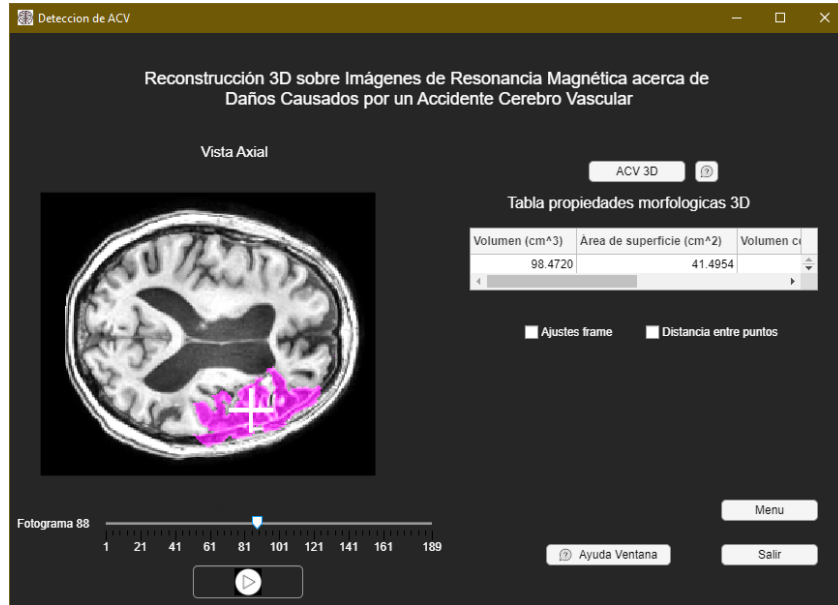 Deteccion de ACV
Reconstrucción 3D sobre Imágenes de Resonancia Magnética acerca de
Daños Causados por un Accidente Cerebro Vascular
Vista Axial
ACV 3D
Tabla propiedades morfologicas 3D
Volumen (cm^3) Área de superficie (cm^2) Volumen
98.4720 41.4954
Ajustes frame Distancia entre puntos
Fotograma 88
1 21 41 61 81 101 121 141 161 189
Menu
Ayuda Ventana Salir